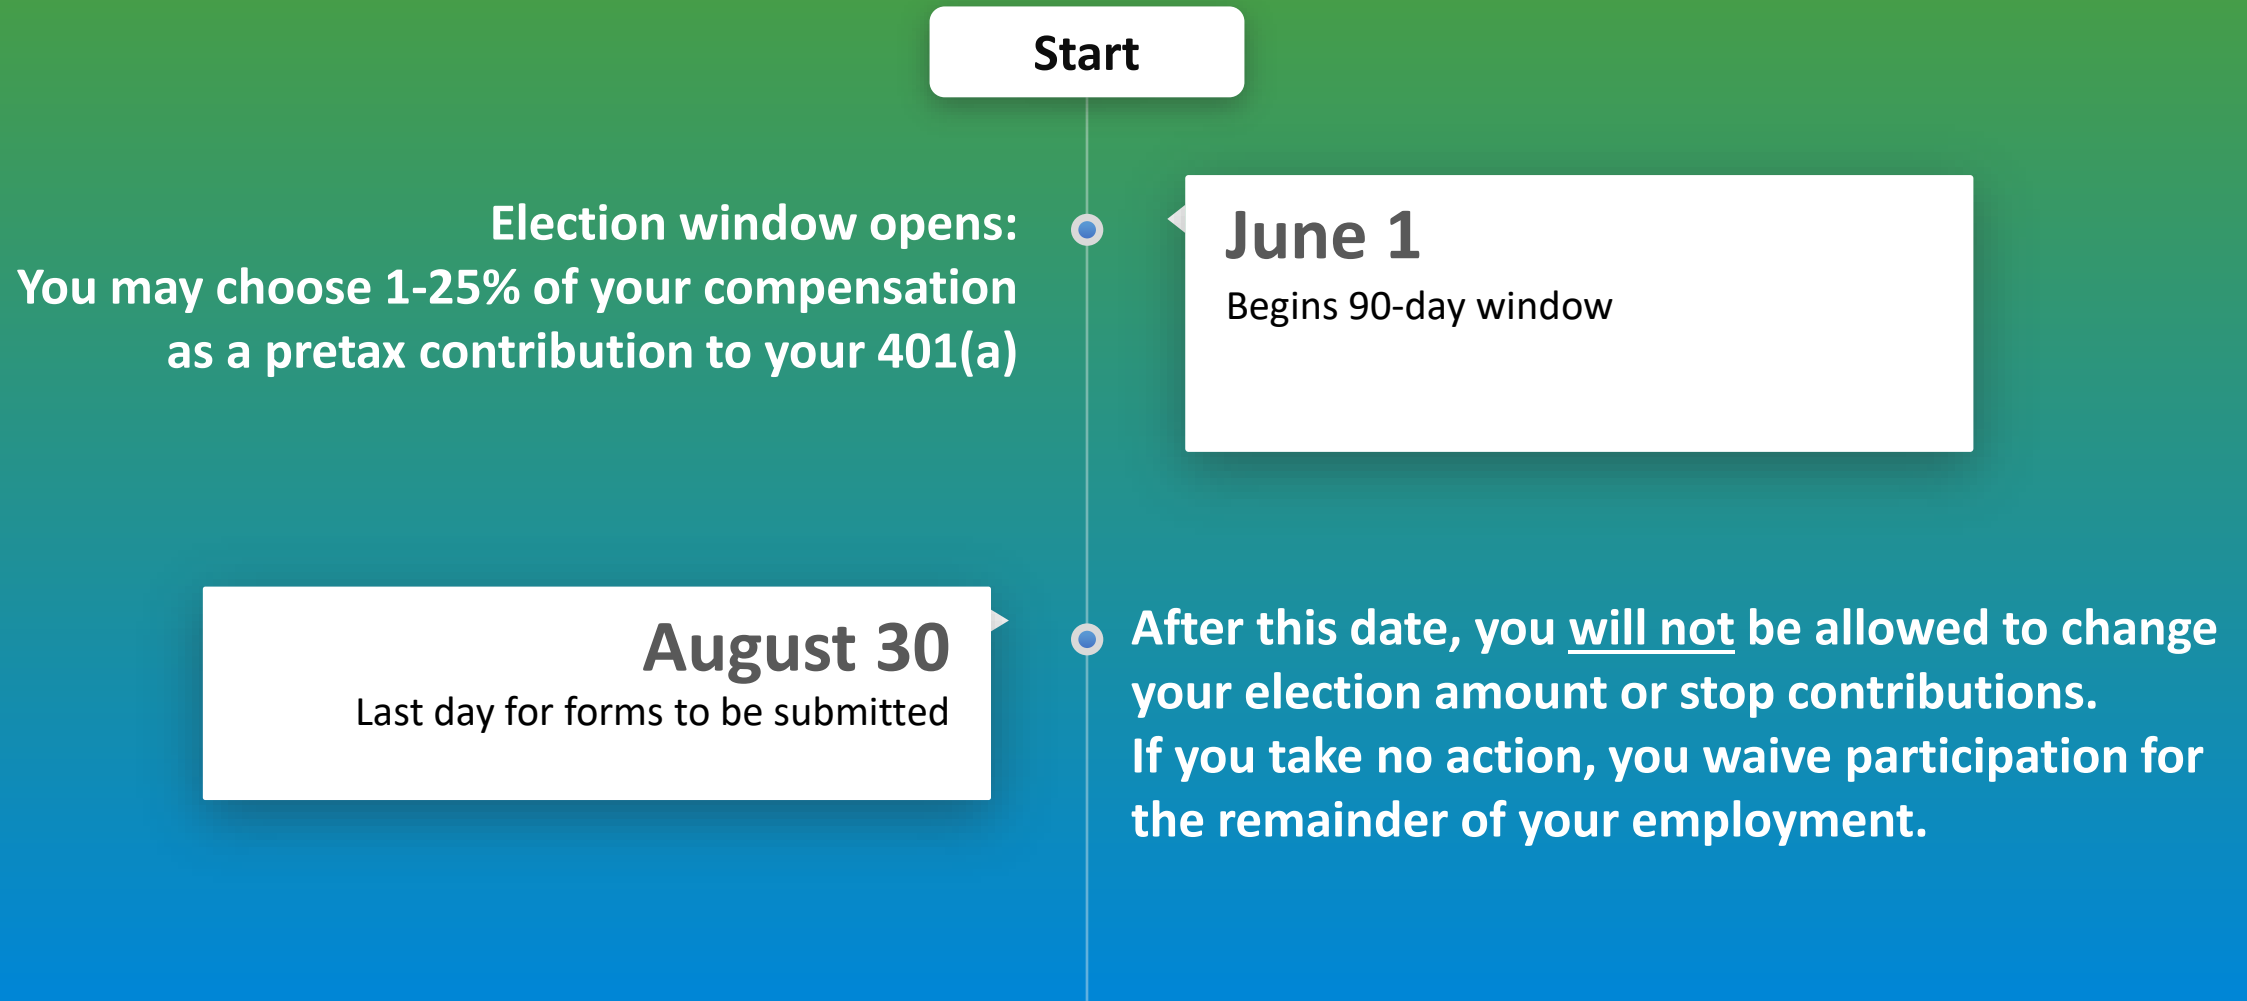 Start
Election window opens:
You may choose 1-25% of your compensation
as a pretax contribution to your 401(a)
June 1
Begins 90-day window
August 30
Last day for forms to be submitted
After this date, you will not be allowed to change
your election amount or stop contributions.
If you take no action, you waive participation for
the remainder of your employment.